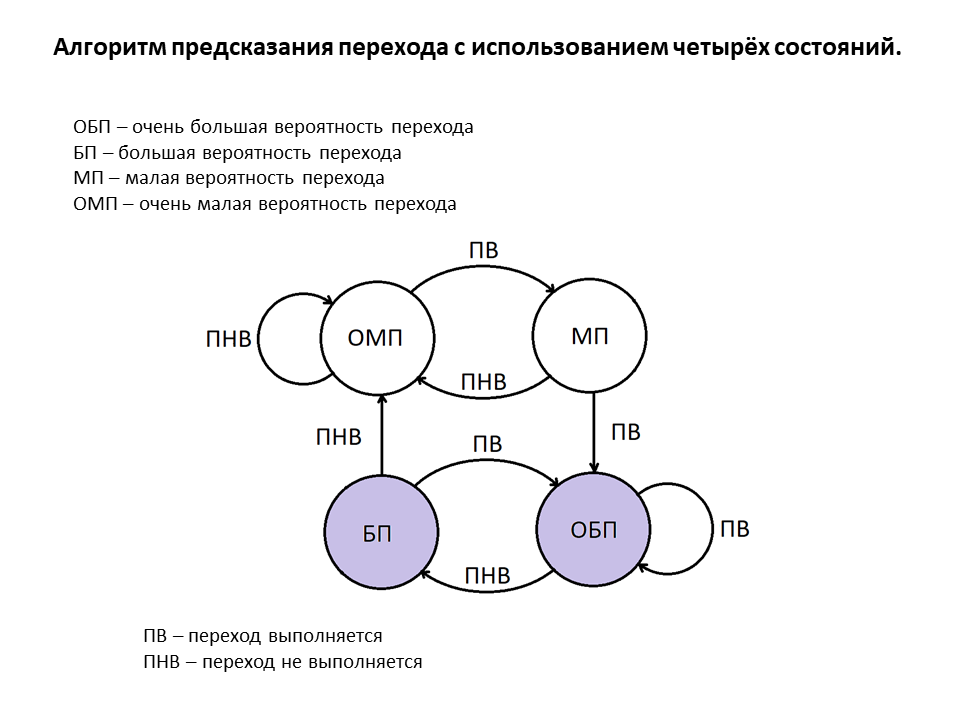 Алгоритм предсказания перехода с использованием четырёх состояний.
ОБП – очень большая вероятность перехода
БП – большая вероятность перехода
МП – малая вероятность перехода
ОМП – очень малая вероятность перехода
ПВ
ПНВ
ОМП
МП
ПНВ
ПНВ
ПВ
ПВ
БП
ОБП
ПВ
ПНВ
ПВ – переход выполняется
ПНВ – переход не выполняется